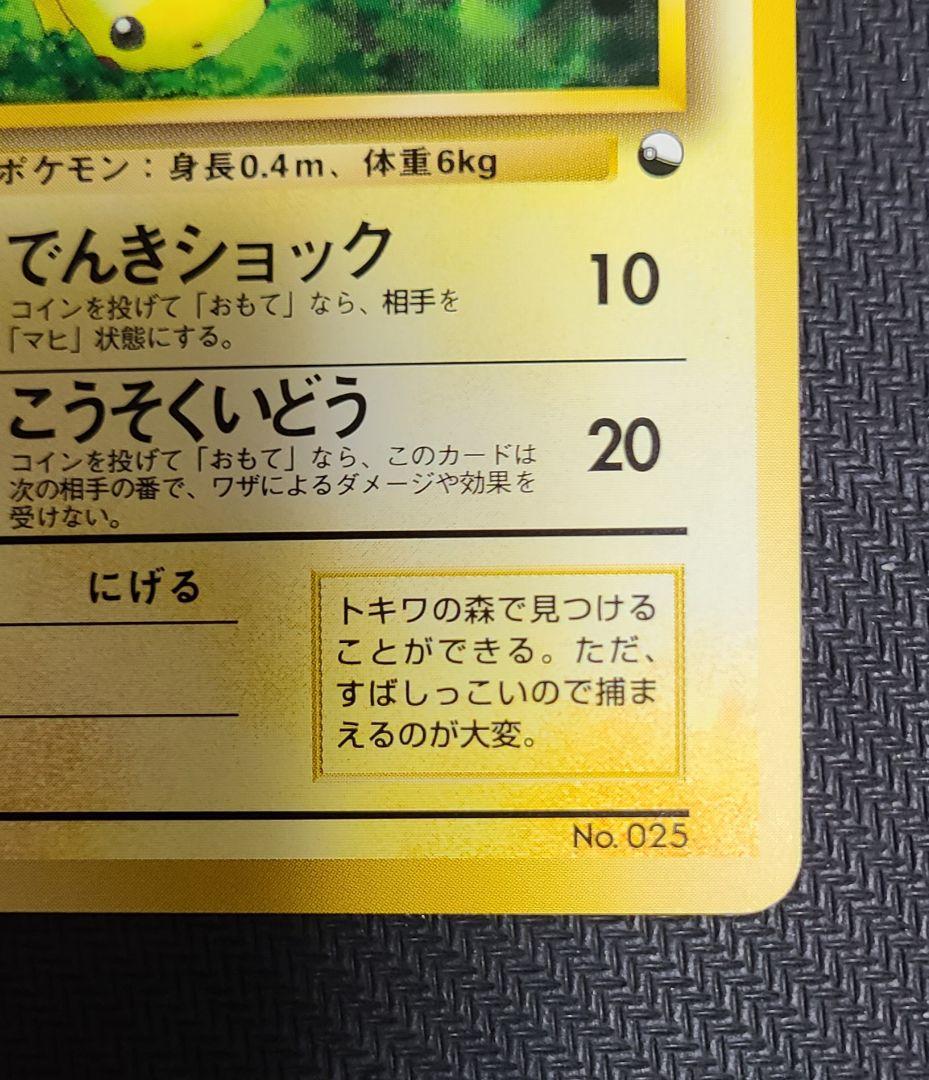 ポケモン：身長0.4m、体重6kg
でんきショック 10
コインを投げて「おもて」なら、相手を
「マヒ」状態にする。
こうそくいどう 20
コインを投げて「おもて」なら、このカードは
次の相手の番で、ワザによるダメージや効果を
受けない。
にげる
トキワの森で見つける
ことができる。ただ、
すばしっこいので捕ま
えるのが大変。
No. 025